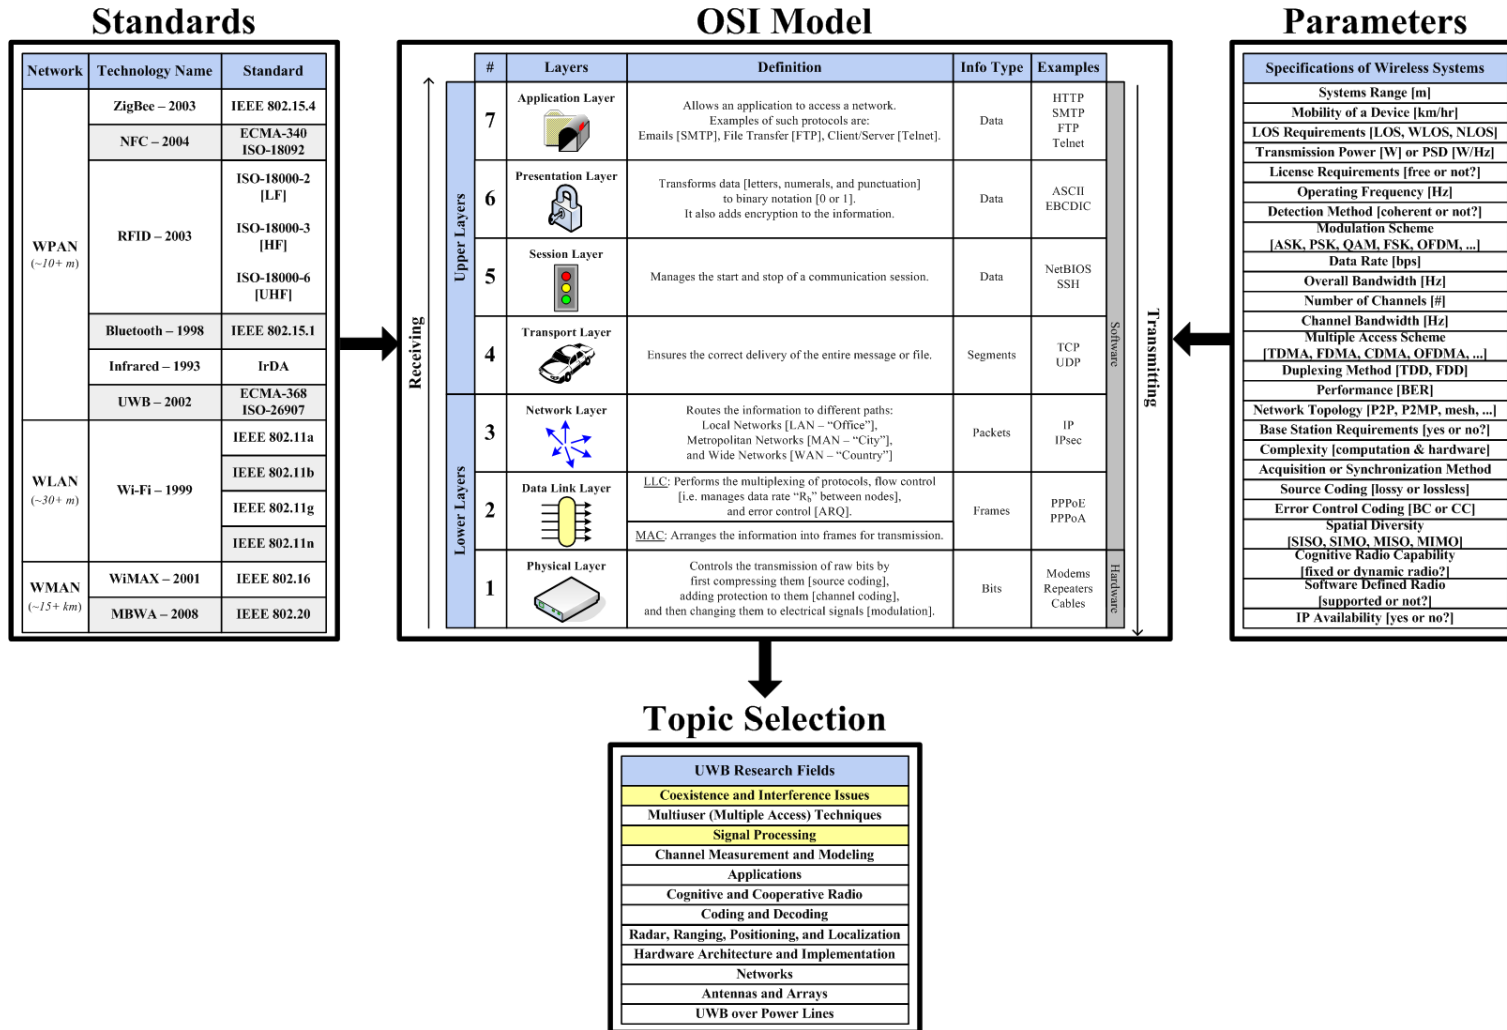 Standards
Network
Technology Name
Standard
WPAN
(~10+ m)
ZigBee – 2003
IEEE 802.15.4
NFC – 2004
ECMA-340
ISO-18092
RFID – 2003
ISO-18000-2
[LF]
ISO-18000-3
[HF]
ISO-18000-6
[UHF]
Bluetooth – 1998
IEEE 802.15.1
Infrared – 1993
IrDA
UWB – 2002
ECMA-368
ISO-26907
WLAN
(~30+ m)
Wi-Fi – 1999
IEEE 802.11a
IEEE 802.11b
IEEE 802.11g
IEEE 802.11n
WMAN
(~15+ km)
WiMAX – 2001
IEEE 802.16
MBWA – 2008
IEEE 802.20
OSI Model
Receiving
#
Layers
Definition
Info Type
Examples
Upper Layers
7
Application Layer
Allows an application to access a network.
Examples of such protocols are:
Emails [SMTP], File Transfer [FTP], Client/Server [Telnet].
Data
HTTP
SMTP
FTP
Telnet
6
Presentation Layer
Transforms data [letters, numerals, and punctuation]
to binary notation [0 or 1].
It also adds encryption to the information.
Data
ASCII
EBCDIC
5
Session Layer
Manages the start and stop of a communication session.
Data
NetBIOS
SSH
4
Transport Layer
Ensures the correct delivery of the entire message or file.
Segments
TCP
UDP
Lower Layers
3
Network Layer
Routes the information to different paths:
Local Networks [LAN – “Office”],
Metropolitan Networks [MAN – “City”],
and Wide Networks [WAN – “Country”]
Packets
IP
IPsec
2
Data Link Layer
LLC: Performs the multiplexing of protocols, flow control
[i.e. manages data rate “Rb” between nodes],
and error control [ARQ].
MAC: Arranges the information into frames for transmission.
Frames
PPPoE
PPPoA
1
Physical Layer
Controls the transmission of raw bits by
first compressing them [source coding],
adding protection to them [channel coding],
and then changing them to electrical signals [modulation].
Bits
Modems
Repeaters
Cables
Software
Hardware
Transmitting
Parameters
Specifications of Wireless Systems
Systems Range [m]
Mobility of a Device [km/hr]
LOS Requirements [LOS, WLOS, NLOS]
Transmission Power [W] or PSD [W/Hz]
License Requirements [free or not?]
Operating Frequency [Hz]
Detection Method [coherent or not?]
Modulation Scheme
[ASK, PSK, QAM, FSK, OFDM, ...]
Data Rate [bps]
Overall Bandwidth [Hz]
Number of Channels [#]
Channel Bandwidth [Hz]
Multiple Access Scheme
[TDMA, FDMA, CDMA, OFDMA, ...]
Duplexing Method [TDD, FDD]
Performance [BER]
Network Topology [P2P, P2MP, mesh, ...]
Base Station Requirements [yes or no?]
Complexity [computation & hardware]
Acquisition or Synchronization Method
Source Coding [lossy or lossless]
Error Control Coding [BC or CC]
Spatial Diversity
[SISO, SIMO, MISO, MIMO]
Cognitive Radio Capability
[fixed or dynamic radio?]
Software Defined Radio
[supported or not?]
IP Availability [yes or no?]
Topic Selection
UWB Research Fields
Coexistence and Interference Issues
Multiuser (Multiple Access) Techniques
Signal Processing
Channel Measurement and Modeling
Applications
Cognitive and Cooperative Radio
Coding and Decoding
Radar, Ranging, Positioning, and Localization
Hardware Architecture and Implementation
Networks
Antennas and Arrays
UWB over Power Lines